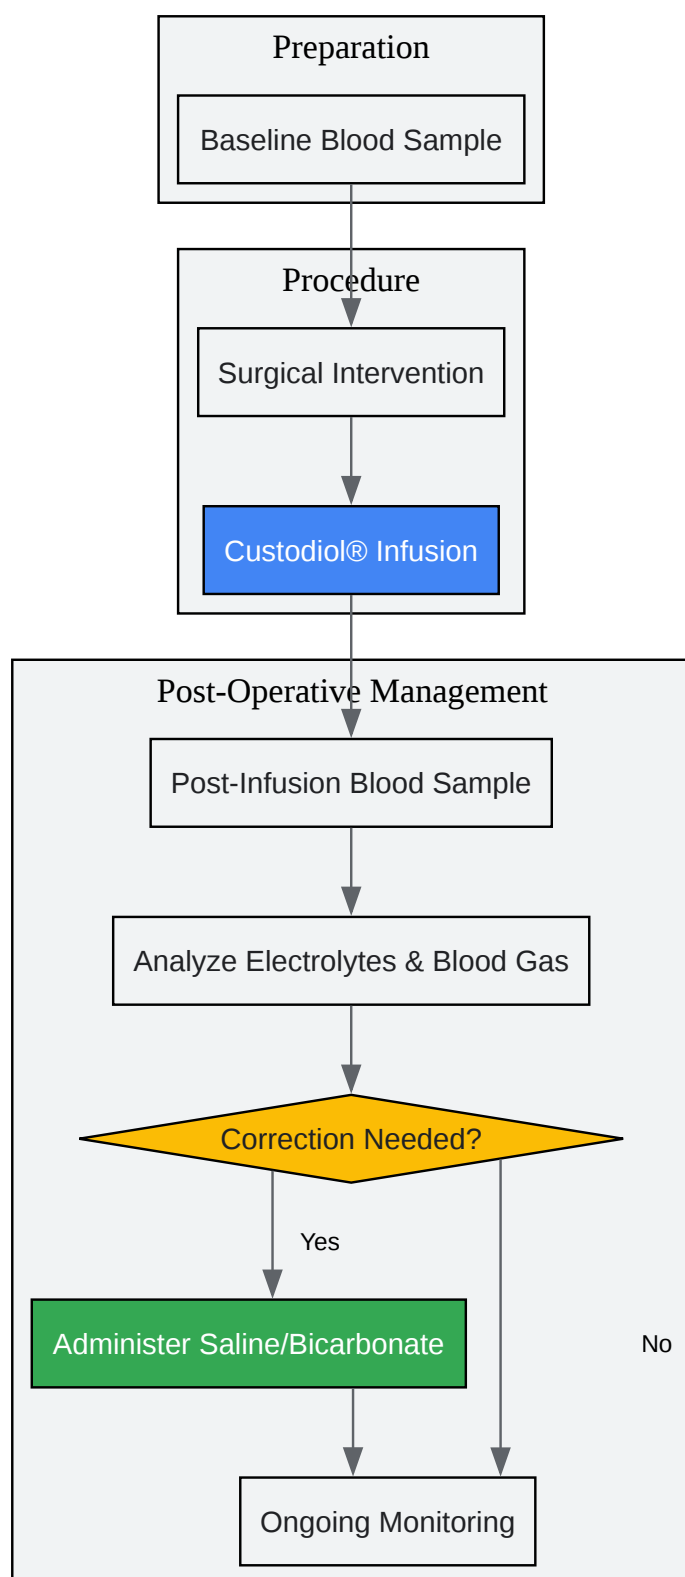 Preparation
Baseline Blood Sample
Procedure
Surgical Intervention
Custodiol® Infusion
Post-Operative Management
Post-Infusion Blood Sample
Analyze Electrolytes & Blood Gas
Correction Needed?
Yes
Administer Saline/Bicarbonate
No
Ongoing Monitoring